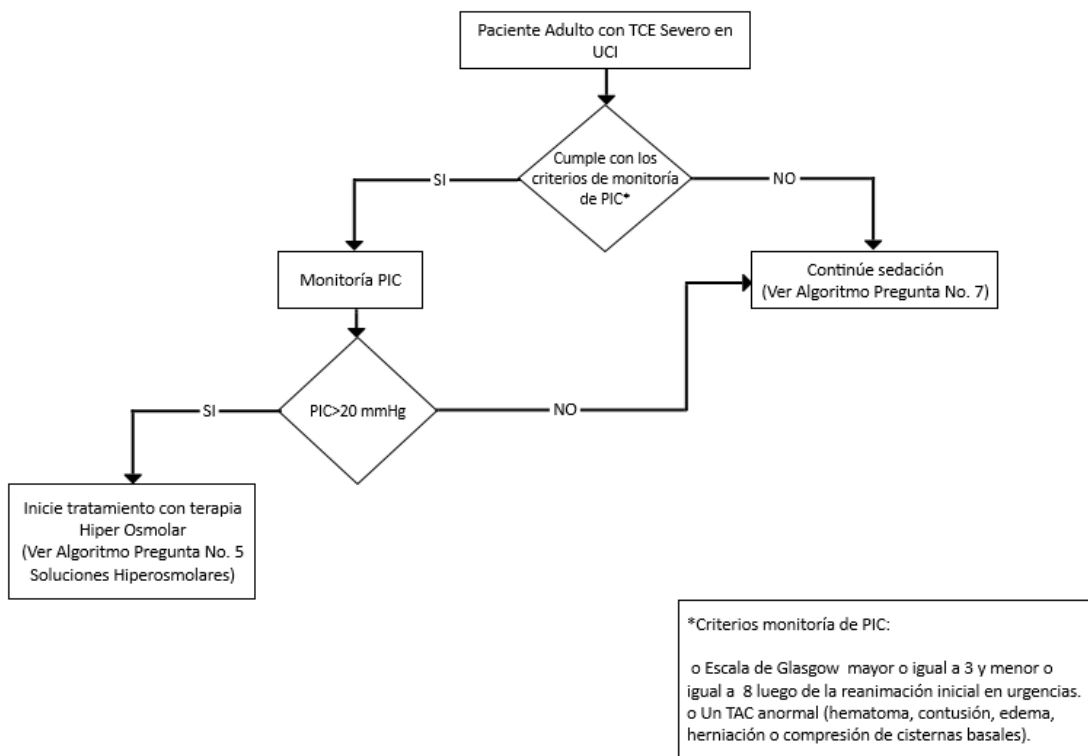 Paciente Adulto con TCE Severo en
UCI
Cumple con los
criterios de monitoría
de PIC*
SI
NO
Monitoría PIC
Continúe sedación
(Ver Algoritmo Pregunta No. 7)
PIC>20 mmHg
SI
NO
Inicie tratamiento con terapia
Hiper Osmolar
(Ver Algoritmo Pregunta No. 5
Soluciones Hiperosmolares)
*Criterios monitoría de PIC:
o Escala de Glasgow mayor o igual a 3 y menor o
igual a 8 luego de la reanimación inicial en urgencias.
o Un TAC anormal (hematoma, contusión, edema,
herniación o compresión de cisternas basales).